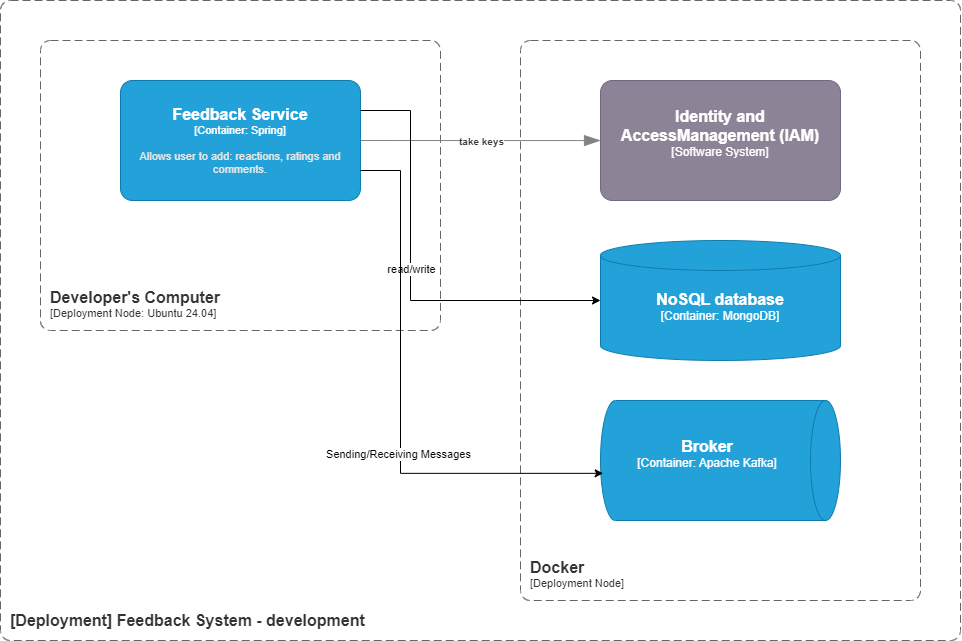 Feedback Service
[Container: Spring]
Allows user to add: reactions, ratings and
comments.
take keys
Identity and
AccessManagement (IAM)
[Software System]
read/write
Developer's Computer
[Deployment Node: Ubuntu 24.04]
NoSQL database
[Container: MongoDB]
Sending/Receiving Messages
Broker
[Container: Apache Kafka]
Docker
[Deployment Node]
[Deployment] Feedback System - development